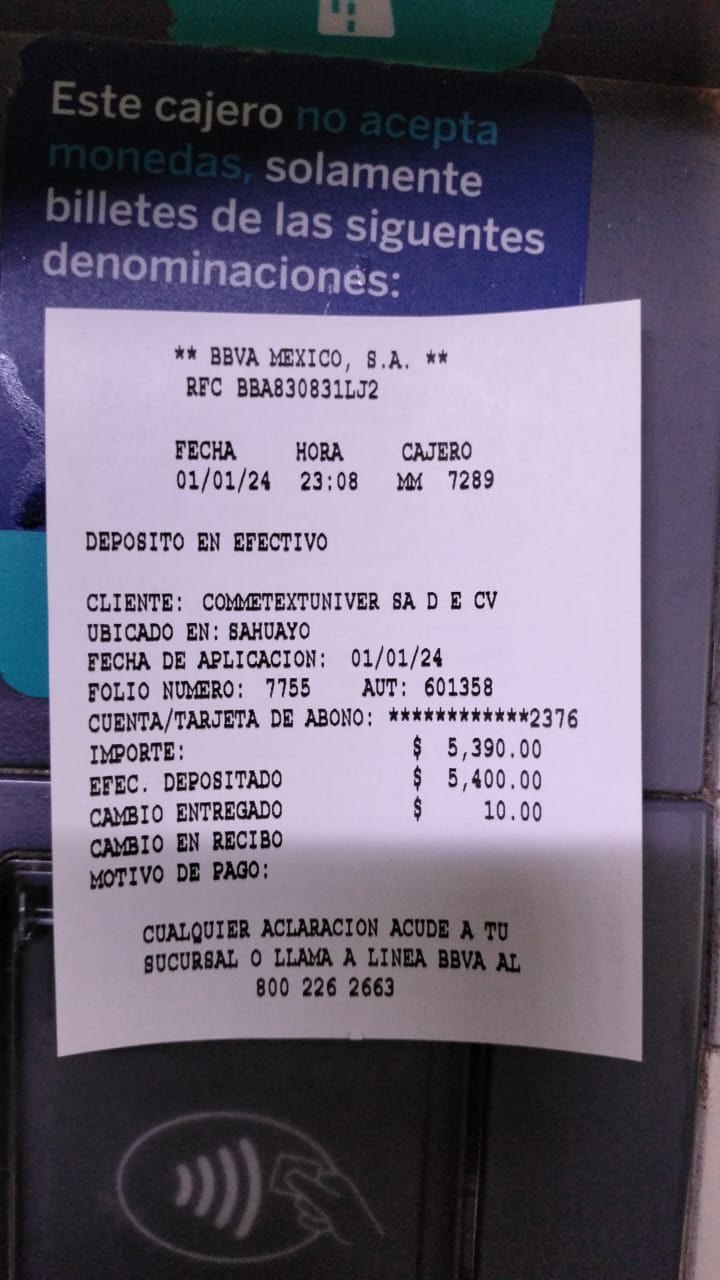 Este cajero no acepta
monedas, solamente
billetes de las siguentes
denominaciones:
** BBVA MEXICO, S.A. **
RFC BBA830831LJ2
FECHA HORA CAJERO
01/01/24 23:08 MM 7289
DEPOSITO EN EFECTIVO
CLIENTE: COMMETEXTUNIVER SA D E CV
UBICADO EN: SAHUAYO
FECHA DE APLICACION: 01/01/24
FOLIO NUMERO: 7755 AUT: 601358
CUENTA/TARJETA DE ABONO: ************2376
IMPORTE: $ 5,390.00
EFEC. DEPOSITADO $ 5,400.00
CAMBIO ENTREGADO $ 10.00
CAMBIO EN RECIBO
MOTIVO DE PAGO:
CUALQUIER ACLARACION ACUDE A TU
SUCURSAL O LLAMA A LINEA BBVA AL
800 226 2663